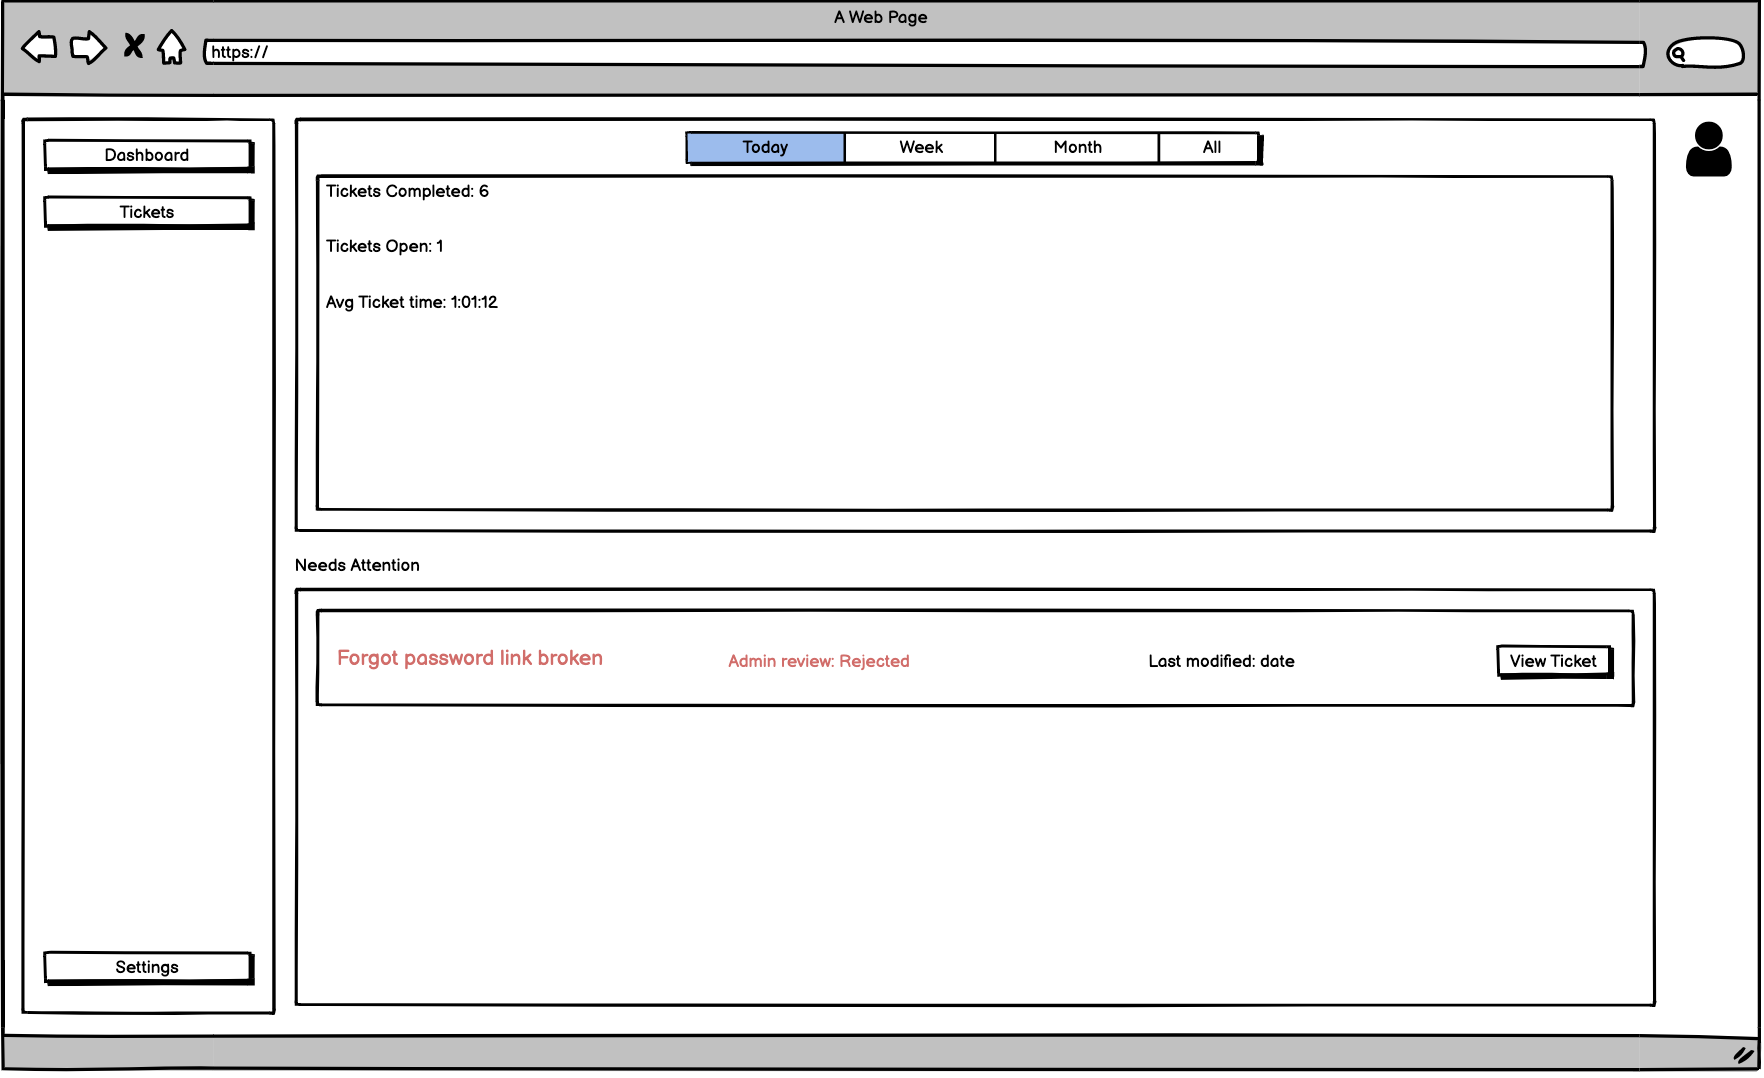 A Web Page
https://
Dashboard
Tickets
Settings
Today Week Month All
Tickets Completed: 6
Tickets Open: 1
Avg Ticket time: 1:01:12
Needs Attention
Forgot password link broken Admin review: Rejected Last modified: date View Ticket